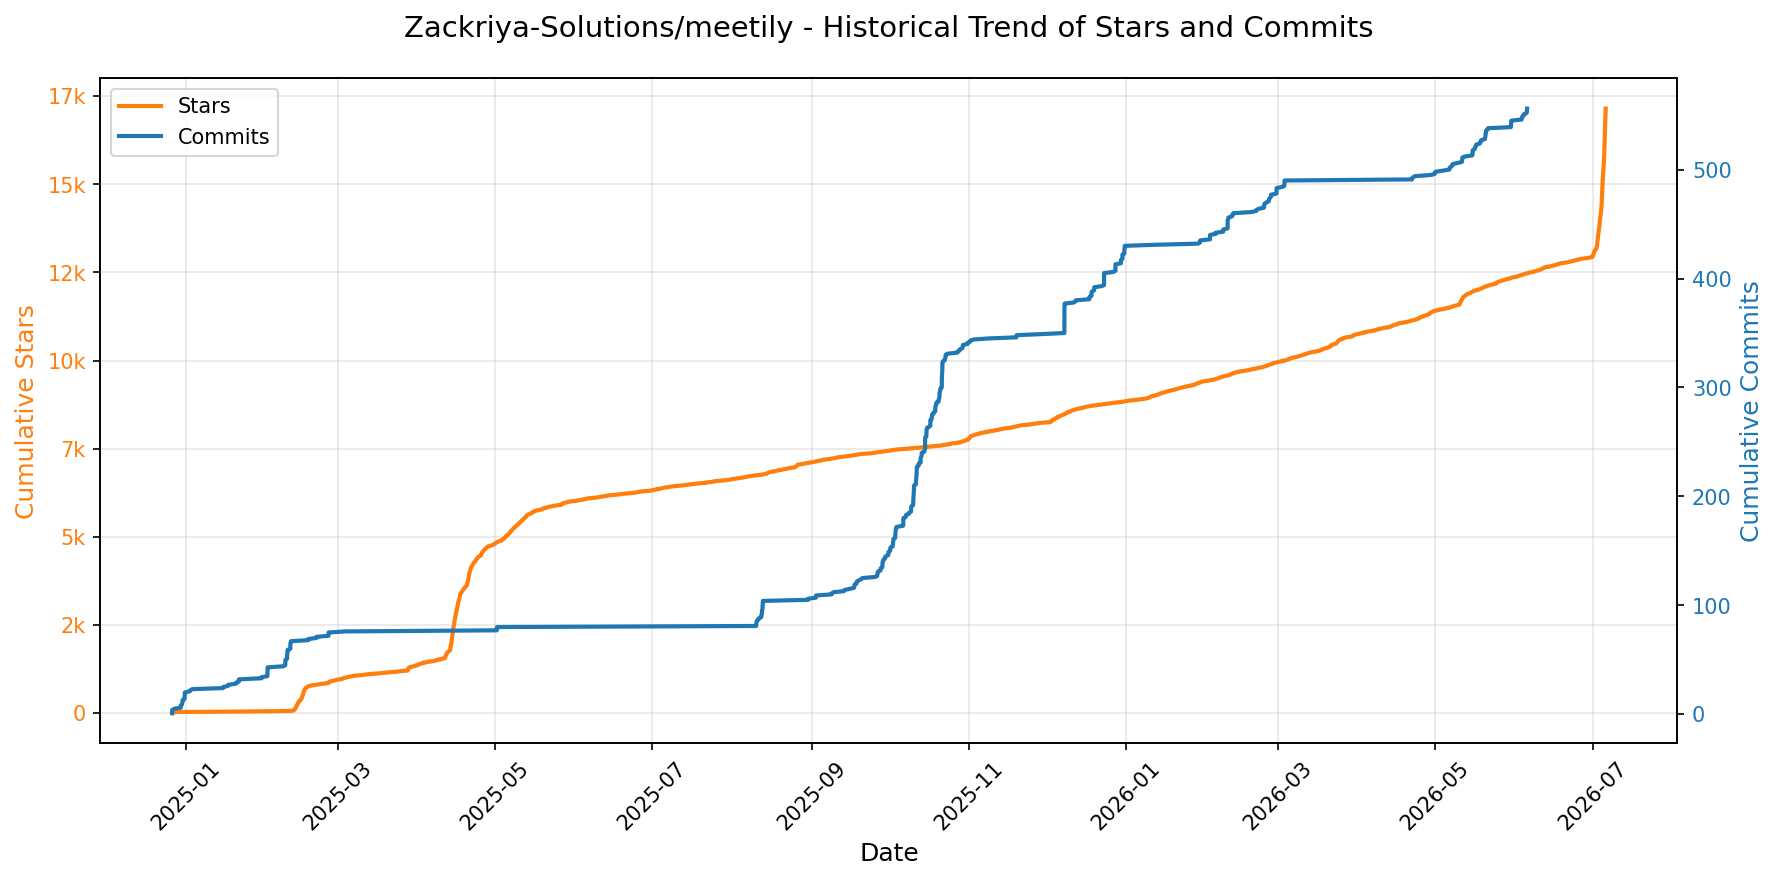 Zackriya-Solutions/meetily - Historical Trend of Stars and Commits
Stars
Commits
17k
15k
12k
10k
7k
5k
2k
0
Cumulative Stars
500
400
300
200
100
0
Cumulative Commits
2025-01
2025-03
2025-05
2025-07
2025-09
2025-11
2026-01
2026-03
2026-05
2026-07
Date